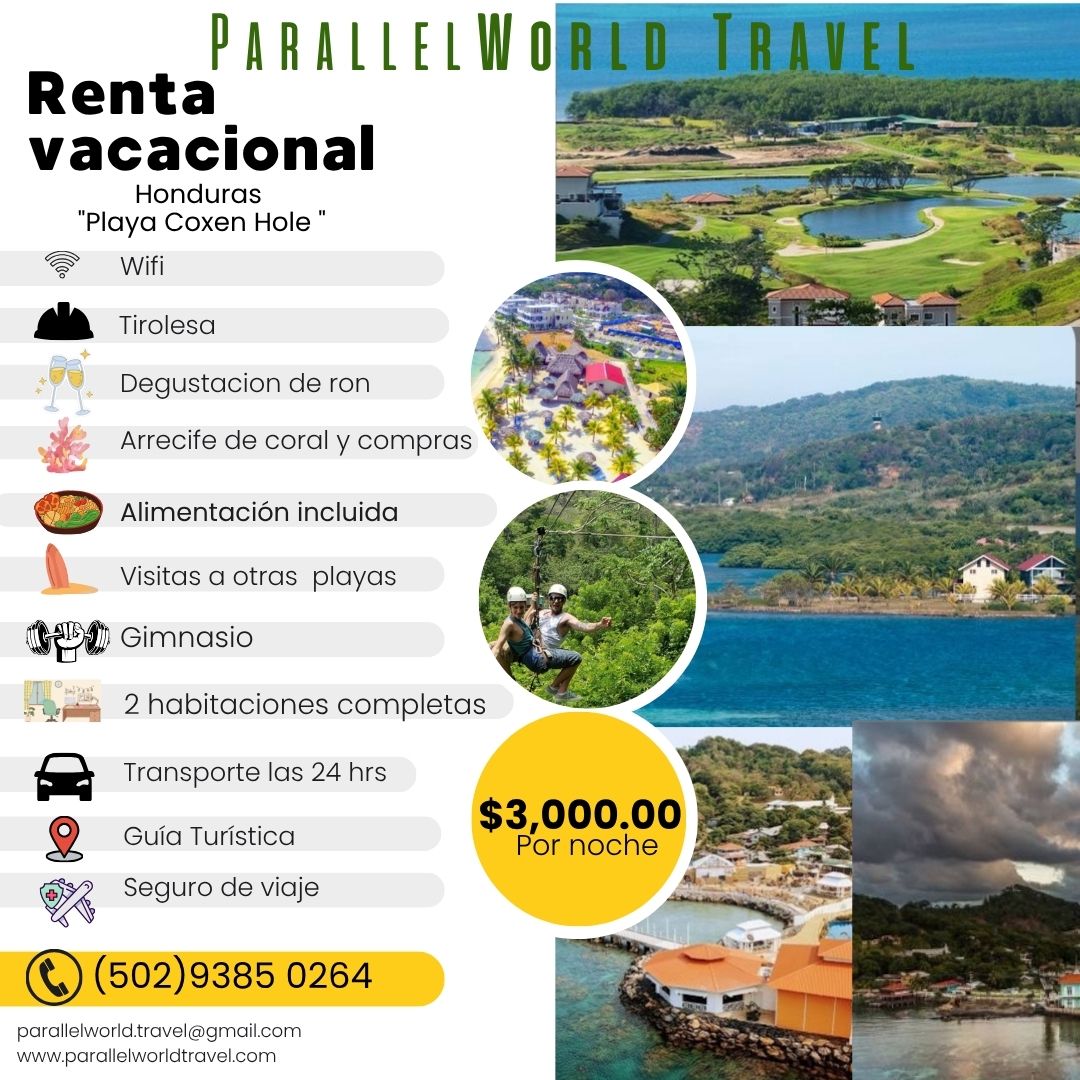 ParallelWorld Travel
Renta
vacacional
Honduras
"Playa Coxen Hole "
Wifi
Tirolesa
Degustacion de ron
Arrecife de coral y compras
Alimentación incluida
Visitas a otras playas
Gimnasio
2 habitaciones completas
Transporte las 24 hrs
Guía Turística
Seguro de viaje
$3,000.00
Por noche
(502)9385 0264
parallelworld.travel@gmail.com
www.parallelworldtravel.com